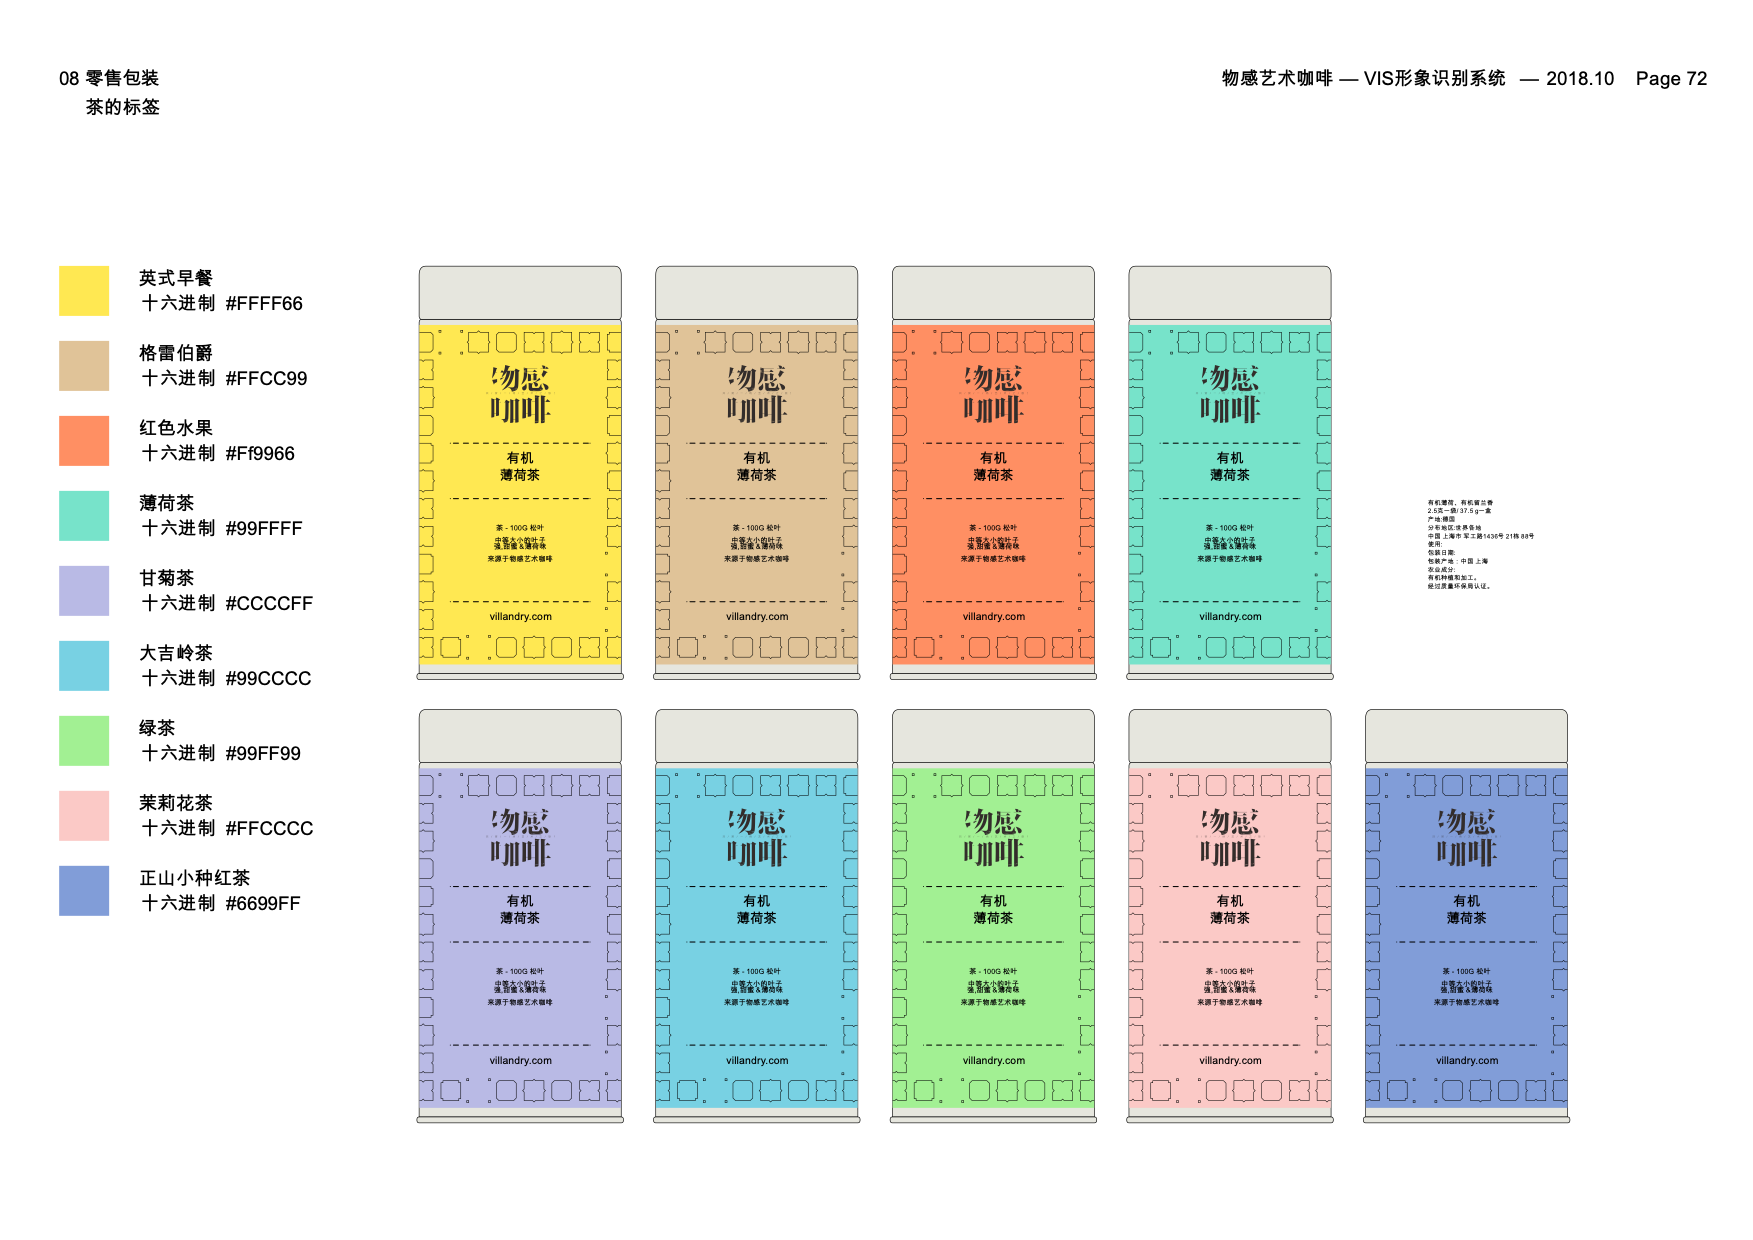 08 零售包装
茶的标签
物感艺术咖啡 — VIS形象识别系统 — 2018.10 Page 72
英式早餐
十六进制 #FFFF66
格雷伯爵
十六进制 #FFCC99
红色水果
十六进制 #Ff9966
薄荷茶
十六进制 #99FFFF
甘菊茶
十六进制 #CCCCFF
大吉岭茶
十六进制 #99CCCC
绿茶
十六进制 #99FF99
茉莉花茶
十六进制 #FFCCCC
正山小种红茶
十六进制 #6699FF
物感
咖啡
有机
薄荷茶
茶 - 100G 松叶
中等大小的叶子
强,甜蜜&薄荷味
来源于物感艺术咖啡
villandry.com
物感
咖啡
有机
薄荷茶
茶 - 100G 松叶
中等大小的叶子
强,甜蜜&薄荷味
来源于物感艺术咖啡
villandry.com
物感
咖啡
有机
薄荷茶
茶 - 100G 松叶
中等大小的叶子
强,甜蜜&薄荷味
来源于物感艺术咖啡
villandry.com
物感
咖啡
有机
薄荷茶
茶 - 100G 松叶
中等大小的叶子
强,甜蜜&薄荷味
来源于物感艺术咖啡
villandry.com
有机薄荷，有机留兰香
2.5克一袋/37.5 g一盒
产地:德国
分布地区:世界各地
中国 上海市 军工路1436号 21栋 88号
使用:
包装日期:
包装产地：中国 上海
农业成分:
有机种植和加工。
经过质量环保局认证。
物感
咖啡
有机
薄荷茶
茶 - 100G 松叶
中等大小的叶子
强,甜蜜&薄荷味
来源于物感艺术咖啡
villandry.com
物感
咖啡
有机
薄荷茶
茶 - 100G 松叶
中等大小的叶子
强,甜蜜&薄荷味
来源于物感艺术咖啡
villandry.com
物感
咖啡
有机
薄荷茶
茶 - 100G 松叶
中等大小的叶子
强,甜蜜&薄荷味
来源于物感艺术咖啡
villandry.com
物感
咖啡
有机
薄荷茶
茶 - 100G 松叶
中等大小的叶子
强,甜蜜&薄荷味
来源于物感艺术咖啡
villandry.com
物感
咖啡
有机
薄荷茶
茶 - 100G 松叶
中等大小的叶子
强,甜蜜&薄荷味
来源于物感艺术咖啡
villandry.com